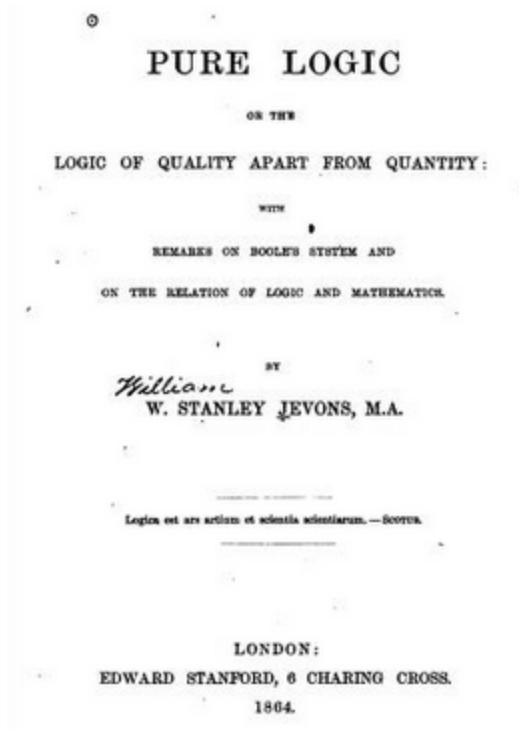 PURE LOGIC
OR THE
LOGIC OF QUALITY APART FROM QUANTITY:
WITH
REMARKS ON BOOLE'S SYSTEM AND
ON THE RELATION OF LOGIC AND MATHEMATICS.
BY
William
W. STANLEY JEVONS, M.A.
Logica est ars artium et scientia scientiarum.—SCOTUS.
LONDON:
EDWARD STANFORD, 6 CHARING CROSS.
1864.